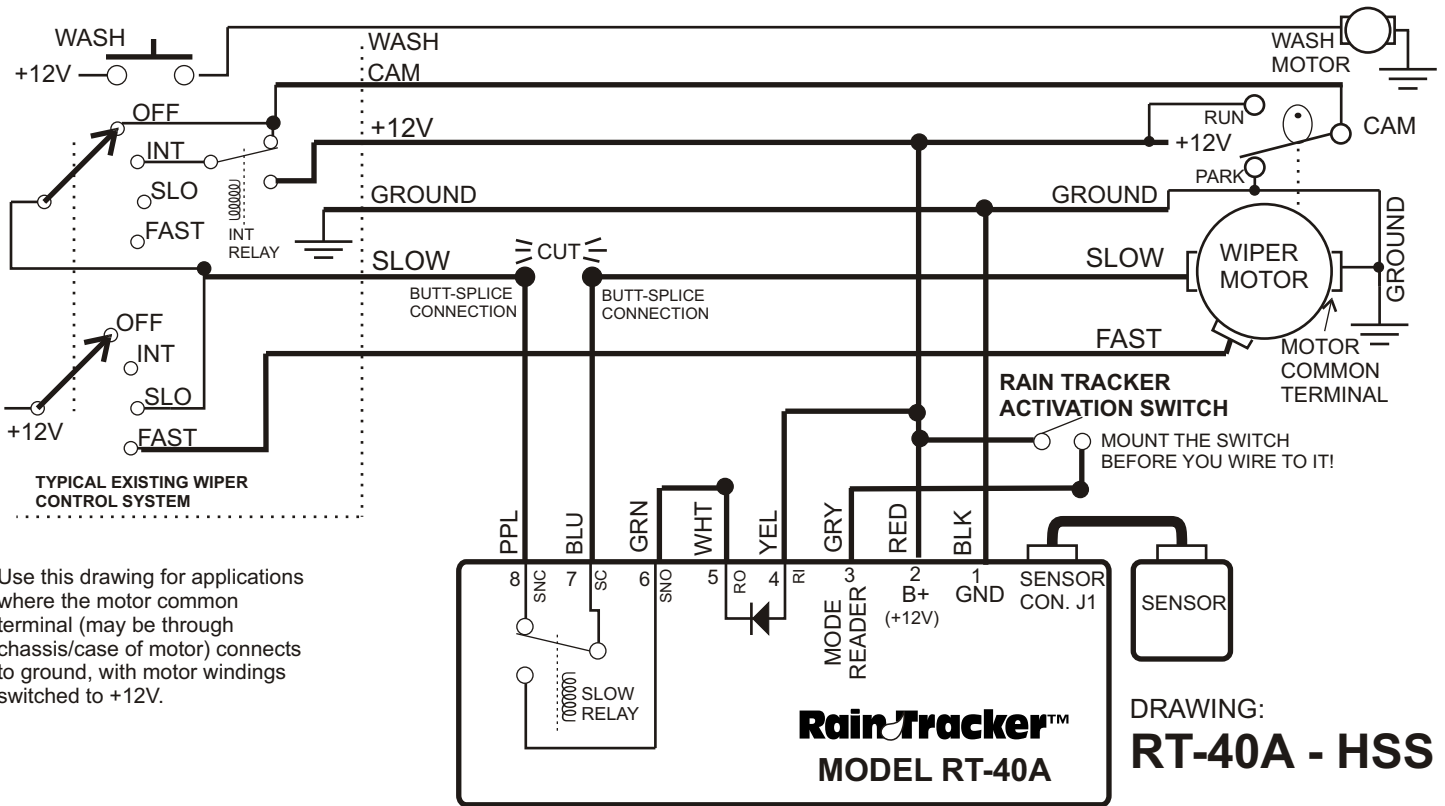 WASH
+12V
WASH
CAM
WASH
MOTOR
OFF
INT
SLO
FAST
INT
RELAY
+12V
RUN
+12V
CAM
PARK
GROUND
GROUND
GROUND
SLOW
CUT
SLOW
BUTT-SPLICE
CONNECTION
BUTT-SPLICE
CONNECTION
WIPER
MOTOR
OFF
INT
SLO
FAST
+12V
FAST
MOTOR
COMMON
TERMINAL
RAIN TRACKER
ACTIVATION SWITCH
MOUNT THE SWITCH
BEFORE YOU WIRE TO IT!
TYPICAL EXISTING WIPER
CONTROL SYSTEM
PPL
BLU
GRN
WHT
YEL
GRY
RED
BLK
8
SNC
7
SC
6
SNO
5
RO
4
RI
3
MODE
READER
2
B+
(+12V)
1
GND
SENSOR
CON. J1
SENSOR
SLOW
RELAY
Use this drawing for applications
where the motor common
terminal (may be through
chassis/case of motor) connects
to ground, with motor windings
switched to +12V.
RainTracker™
MODEL RT-40A
DRAWING:
RT-40A - HSS